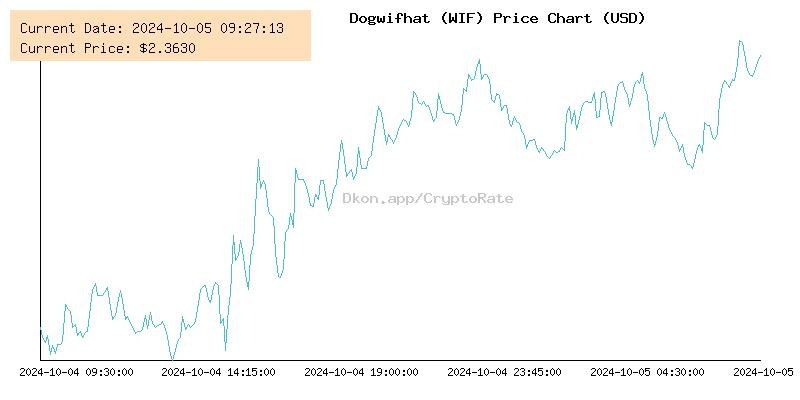 Dogwifhat (WIF) Price Chart (USD)
Current Date: 2024-10-05 09:27:13
Current Price: $2.3630
Dkon.app/CryptoRate
2024-10-04 09:30:00 2024-10-04 14:15:00 2024-10-04 19:00:00 2024-10-04 23:45:00 2024-10-05 04:30:00 2024-10-05